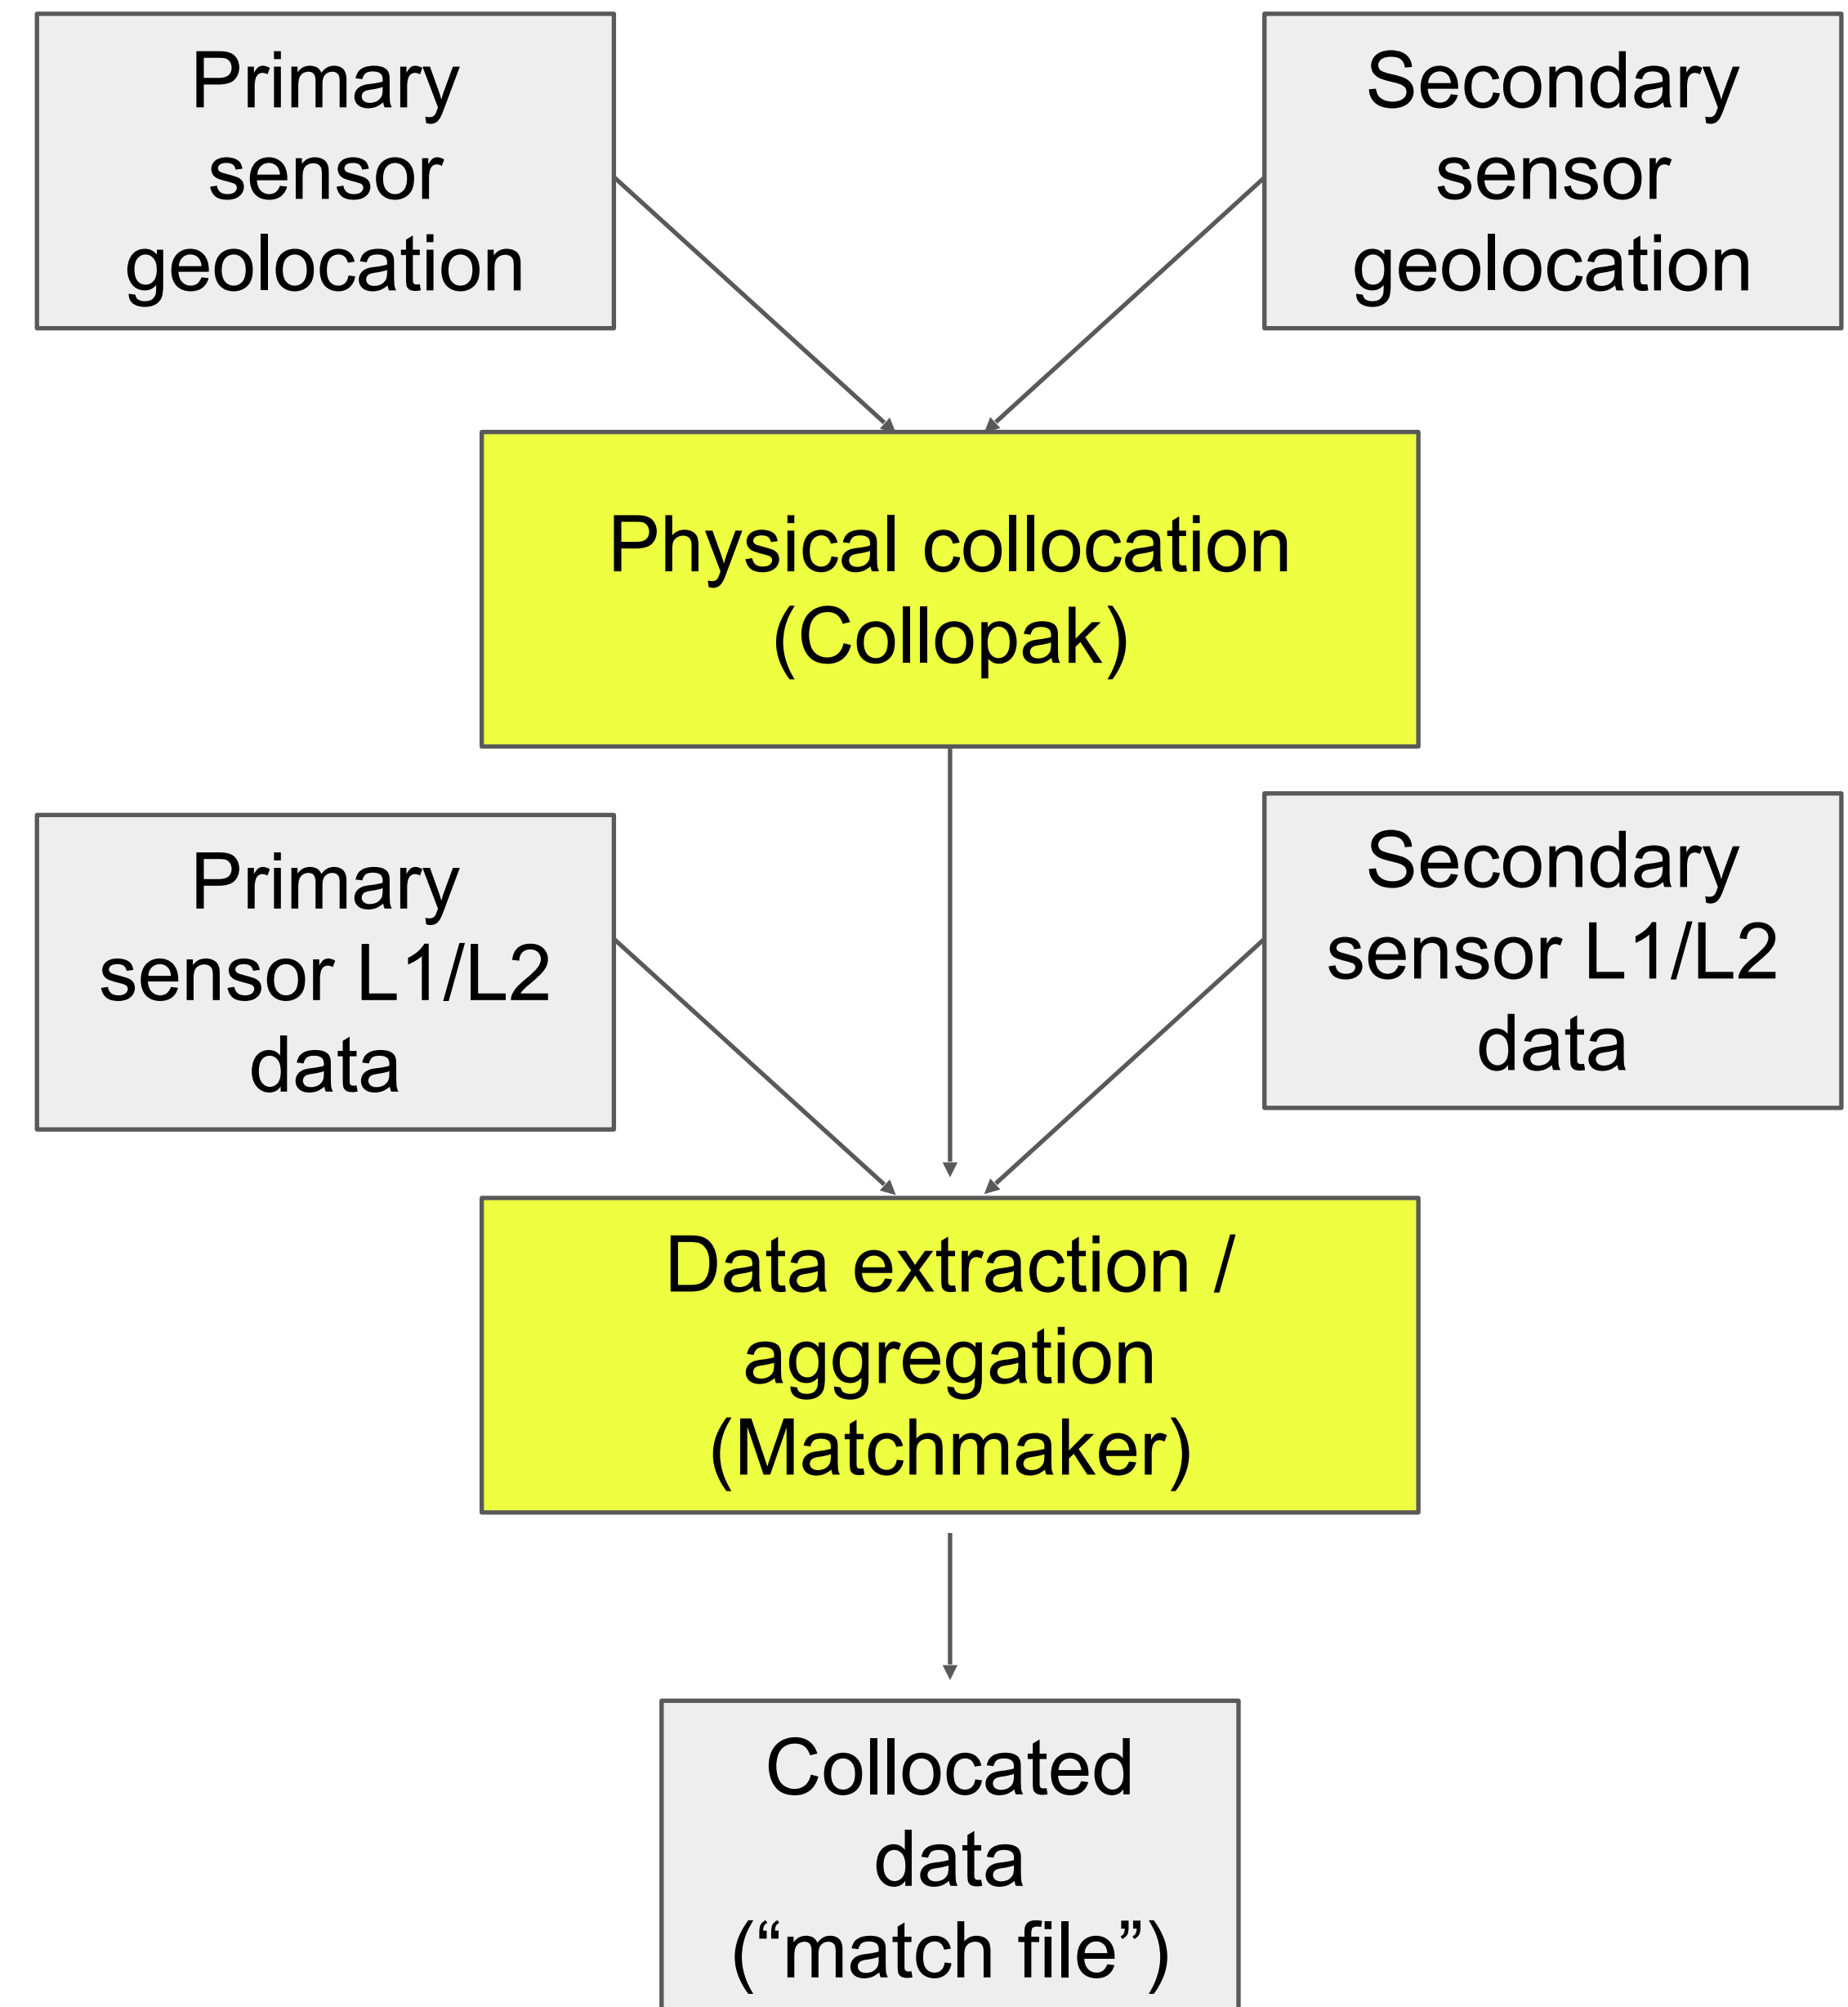 Primary
sensor
geolocation
Secondary
sensor
geolocation
Physical collocation
(Collopak)
Primary
sensor L1/L2
data
Secondary
sensor L1/L2
data
Data extraction /
aggregation
(Matchmaker)
Collocated
data
(“match file”)